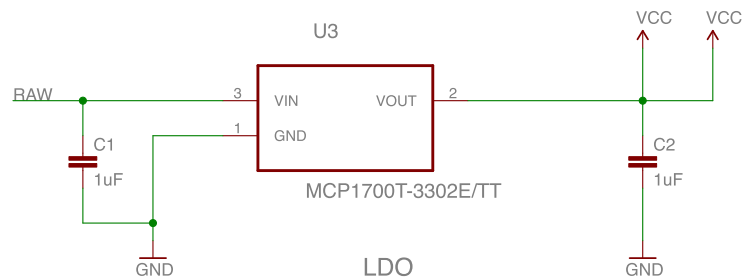 VCC VCC
U3
RAW 3 VIN VOUT 2
1 GND
C1 C2
1uF 1uF
MCP1700T-3302E/TT
GND LDO GND